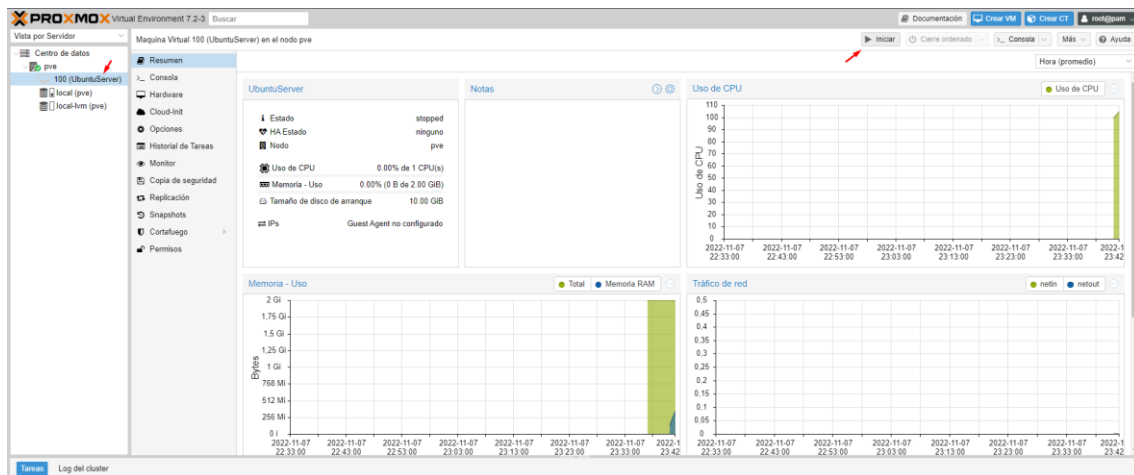 PROXMOX Virtual Environment 7.2-3 Buscar
Documentación Crear VM Crear CT root@pam
Vista por Servidor
Centro de datos
pve
100 (UbuntuServer)
local (pve)
local-lvm (pve)
Maquina Virtual 100 (UbuntuServer) en el nodo pve
Iniciar Cierre ordenado Consola Más Ayuda
Hora (promedio)
Resumen
Consola
Hardware
Cloud-Init
Opciones
Historial de Tareas
Monitor
Copia de seguridad
Replicación
Snapshots
Cortafuego
Permisos
UbuntuServer
Estado stopped
HA Estado ninguno
Nodo pve
Uso de CPU 0.00% de 1 CPU(s)
Memoria - Uso 0.00% (0 B de 2.00 GiB)
Tamaño de disco de arranque 10.00 GiB
IPs Guest Agent no configurado
Notas
Uso de CPU
Uso de CPU
Uso de CPU
110
100
90
80
70
60
50
40
30
20
10
0
2022-11-07 2022-11-07 2022-11-07 2022-11-07 2022-11-07 2022-11-07 2022-11-07 2022-1
22:33:00 22:43:00 22:53:00 23:03:00 23:13:00 23:23:00 23:33:00 23:42
Memoria - Uso
Total Memoria RAM
Bytes
2 Gi
1,75 Gi
1,5 Gi
1,25 Gi
1 Gi
768 Mi
512 Mi
256 Mi
0 i
2022-11-07 2022-11-07 2022-11-07 2022-11-07 2022-11-07 2022-11-07 2022-11-07 2022-1
22:33:00 22:43:00 22:53:00 23:03:00 23:13:00 23:23:00 23:33:00 23:42
Tráfico de red
netin netout
0,5
0,45
0,4
0,35
0,3
0,25
0,2
0,15
0,1
0,05
0
2022-11-07 2022-11-07 2022-11-07 2022-11-07 2022-11-07 2022-11-07 2022-11-07 2022-1
22:33:00 22:43:00 22:53:00 23:03:00 23:13:00 23:23:00 23:33:00 23:42
Tareas Log del cluster